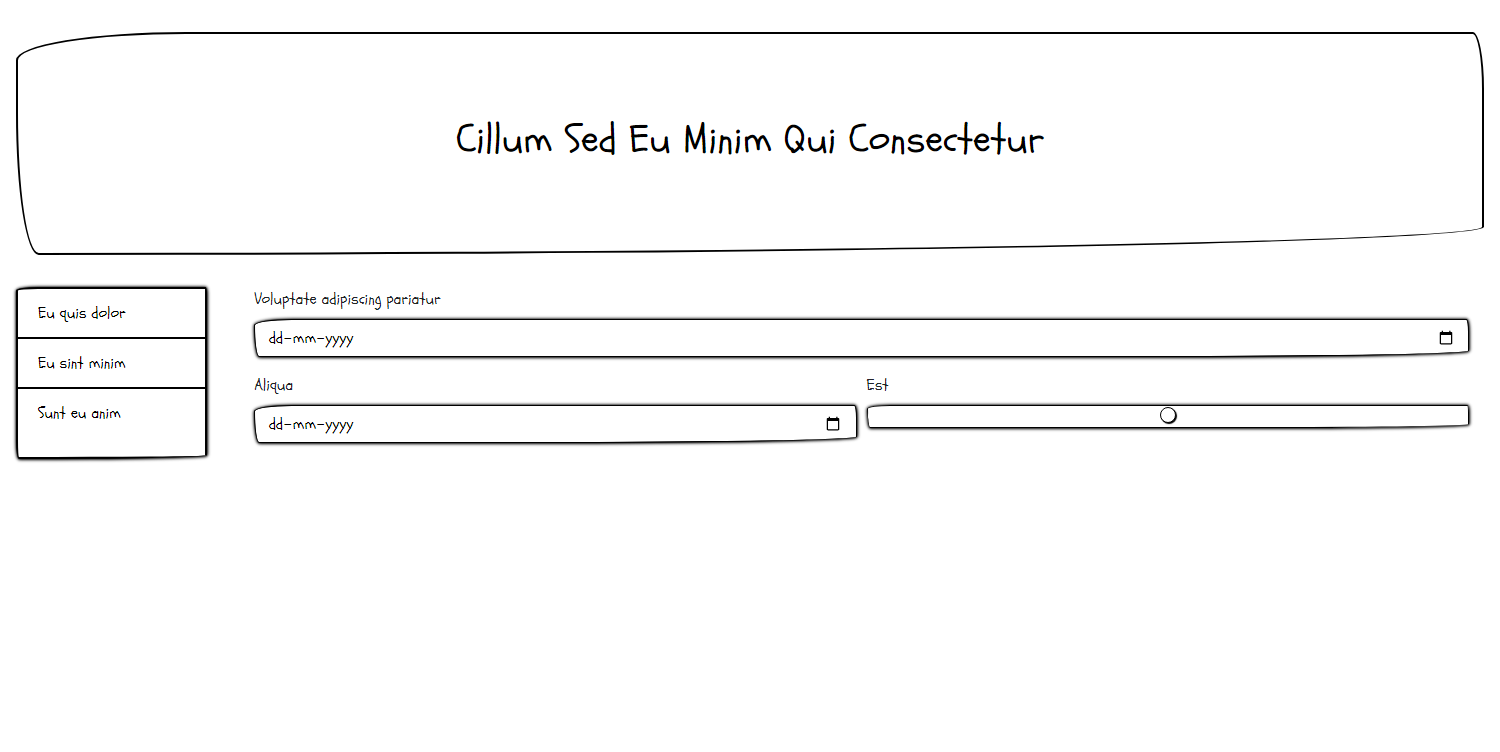 Cillum Sed Eu Minim Qui Consectetur
Eu quis dolor
Eu sint minim
Sunt eu anim
Voluptate adipiscing pariatur
dd-mm-yyyy
Aliqua
dd-mm-yyyy
Est